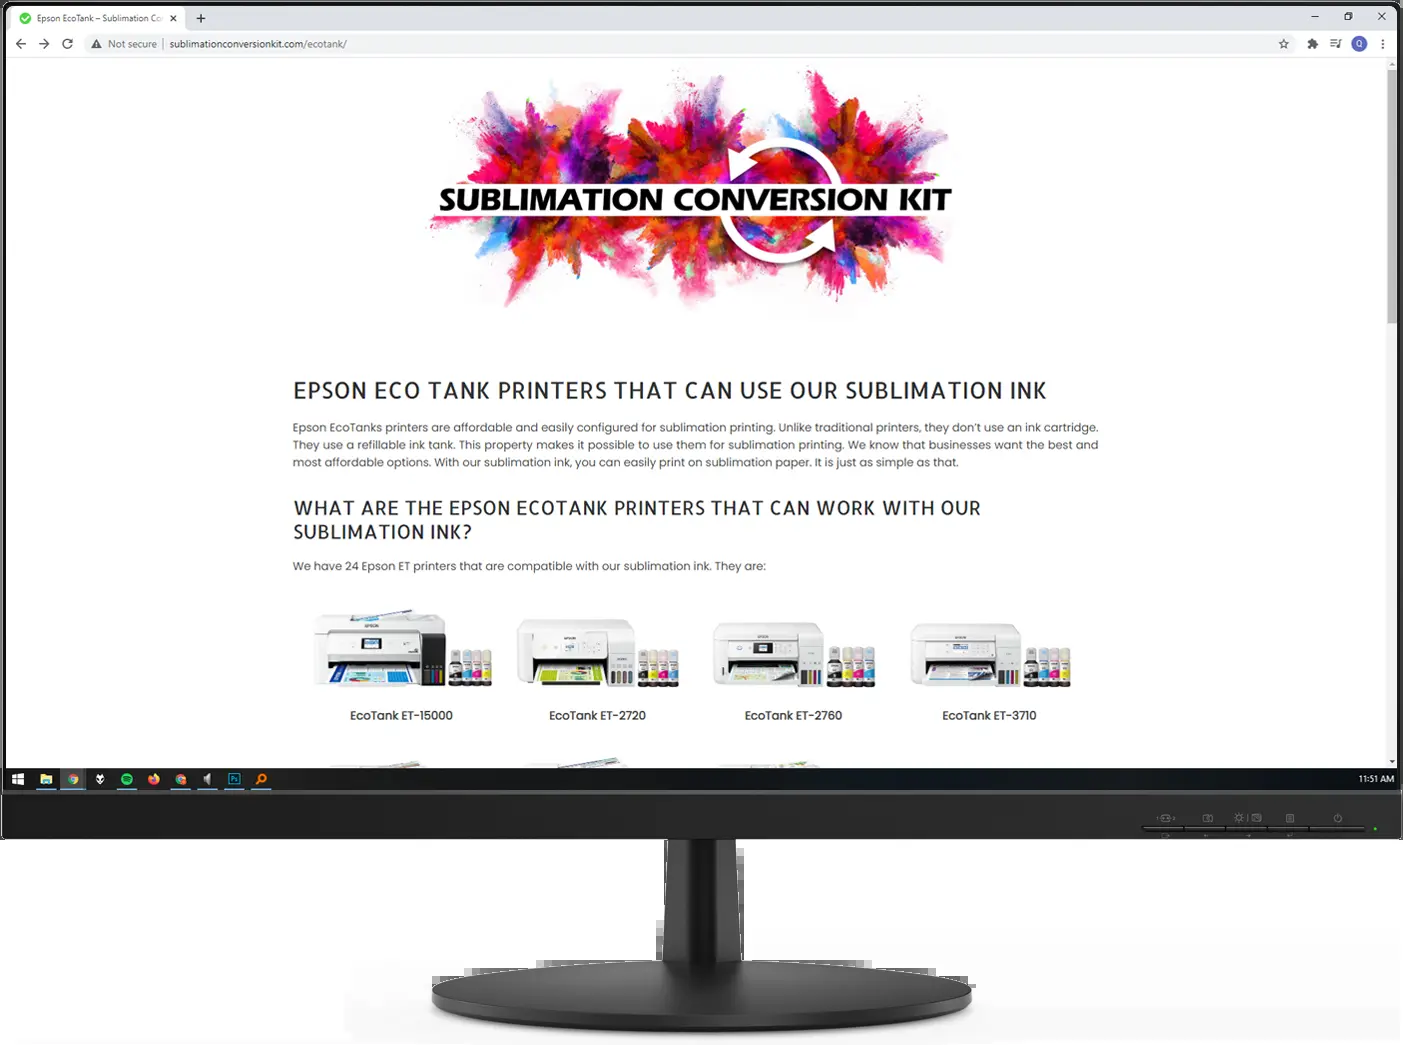 Epson EcoTank – Sublimation Co
Not secure | sublimationconversionkit.com/ecotank/
Q
SUBLIMATION CONVERSION KIT
EPSON ECO TANK PRINTERS THAT CAN USE OUR SUBLIMATION INK
Epson EcoTanks printers are affordable and easily configured for sublimation printing. Unlike traditional printers, they don't use an ink cartridge.
They use a refillable ink tank. This property makes it possible to use them for sublimation printing. We know that businesses want the best and
most affordable options. With our sublimation ink, you can easily print on sublimation paper. It is just as simple as that.
WHAT ARE THE EPSON ECOTANK PRINTERS THAT CAN WORK WITH OUR
SUBLIMATION INK?
We have 24 Epson ET printers that are compatible with our sublimation ink. They are:
EPSON
EPSON
EPSON
EPSON
EcoTank ET-15000
EcoTank ET-2720
EcoTank ET-2760
EcoTank ET-3710
Ps
11:51 AM